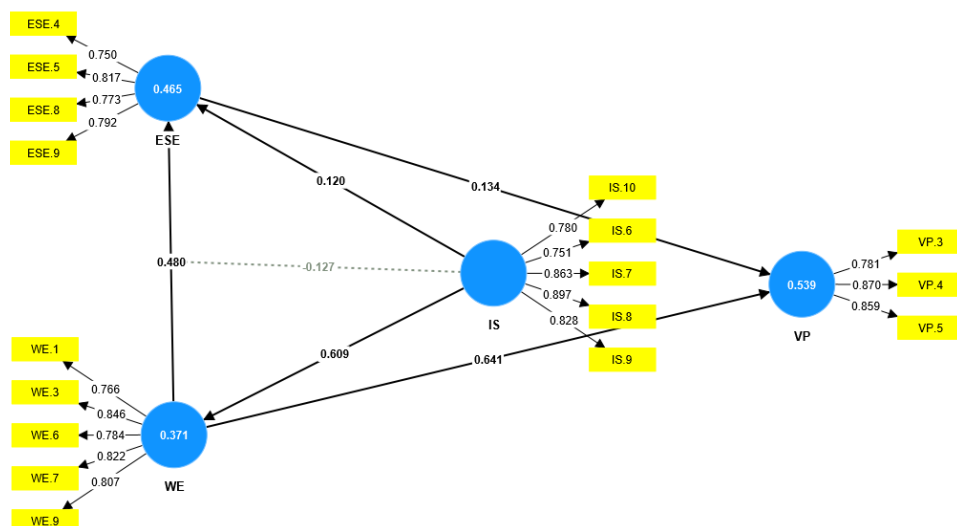 ESE.4
ESE.5
ESE.8
ESE.9
0.750
0.817
0.773
0.792
0.465
ESE
0.120
0.134
0.480
-0.127
IS.10
IS.6
IS.7
IS.8
IS.9
0.780
0.751
0.863
0.897
0.828
IS
VP.3
VP.4
VP.5
0.781
0.870
0.859
0.539
VP
0.609
0.641
WE.1
WE.3
WE.6
WE.7
WE.9
0.766
0.846
0.784
0.822
0.807
0.371
WE